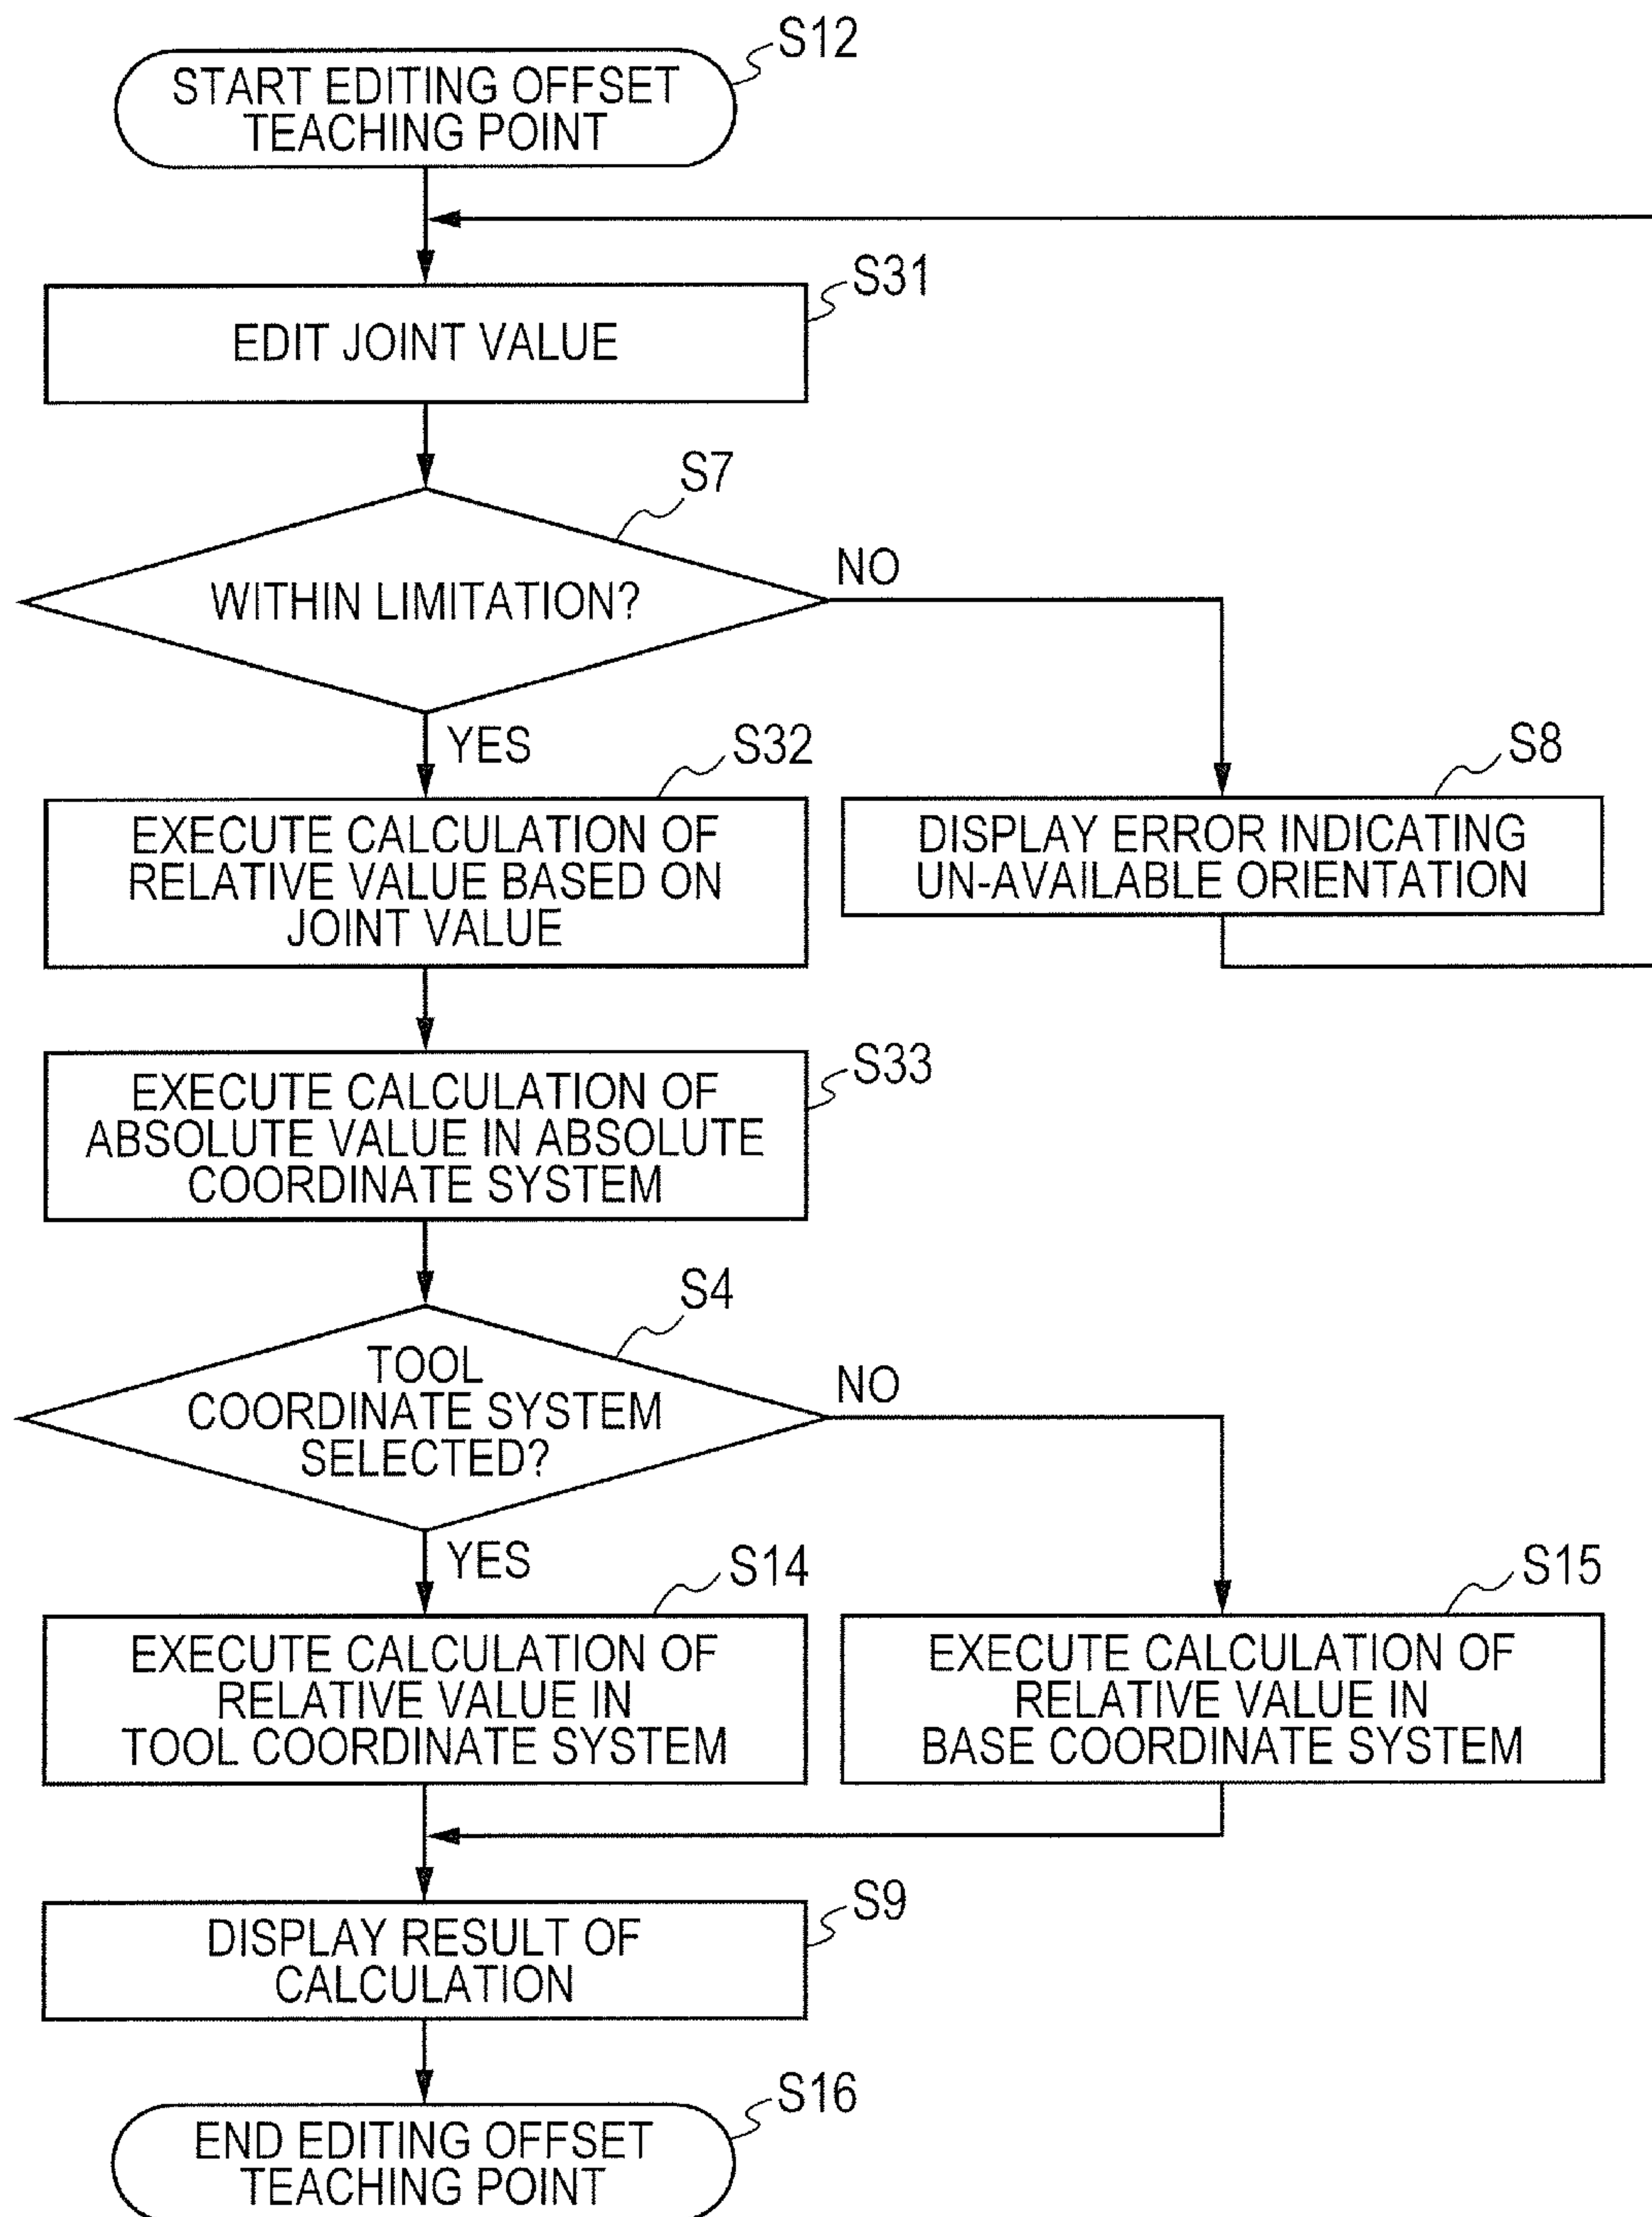 S12
START EDITING OFFSET
TEACHING POINT
S31
EDIT JOINT VALUE
S7
WITHIN LIMITATION?
NO
YES
S32
EXECUTE CALCULATION OF
RELATIVE VALUE BASED ON
JOINT VALUE
S8
DISPLAY ERROR INDICATING
UN-AVAILABLE ORIENTATION
S33
EXECUTE CALCULATION OF
ABSOLUTE VALUE IN ABSOLUTE
COORDINATE SYSTEM
S4
TOOL
COORDINATE SYSTEM
SELECTED?
NO
YES
S14
EXECUTE CALCULATION OF
RELATIVE VALUE IN
TOOL COORDINATE SYSTEM
S15
EXECUTE CALCULATION OF
RELATIVE VALUE IN
BASE COORDINATE SYSTEM
S9
DISPLAY RESULT OF
CALCULATION
S16
END EDITING OFFSET
TEACHING POINT